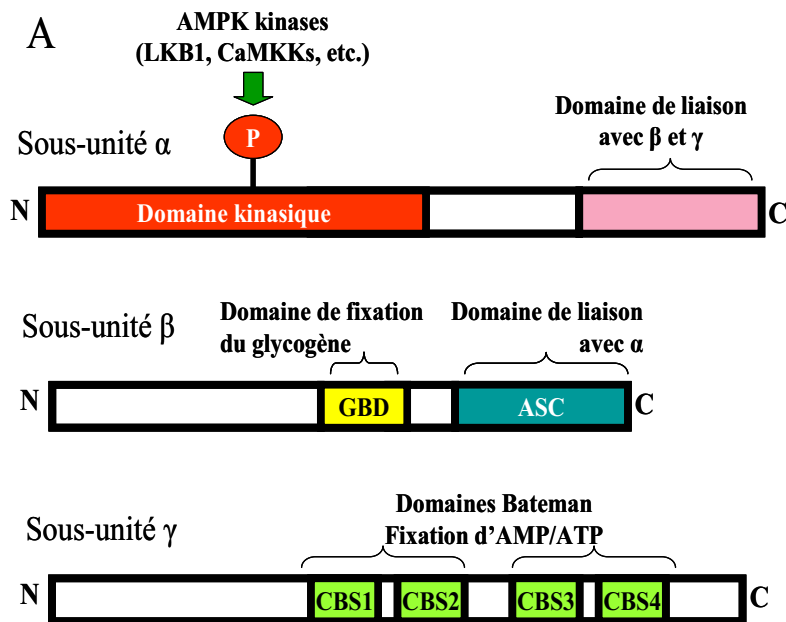 A
AMPK kinases
(LKB1, CaMKKs, etc.)
Sous-unité α
P
Domaine de liaison
avec β et γ
N
Domaine kinasique
C
Sous-unité β
Domaine de fixation
du glycogène
Domaine de liaison
avec α
N
GBD
ASC
C
Sous-unité γ
Domaines Bateman
Fixation d'AMP/ATP
N
CBS1
CBS2
CBS3
CBS4
C